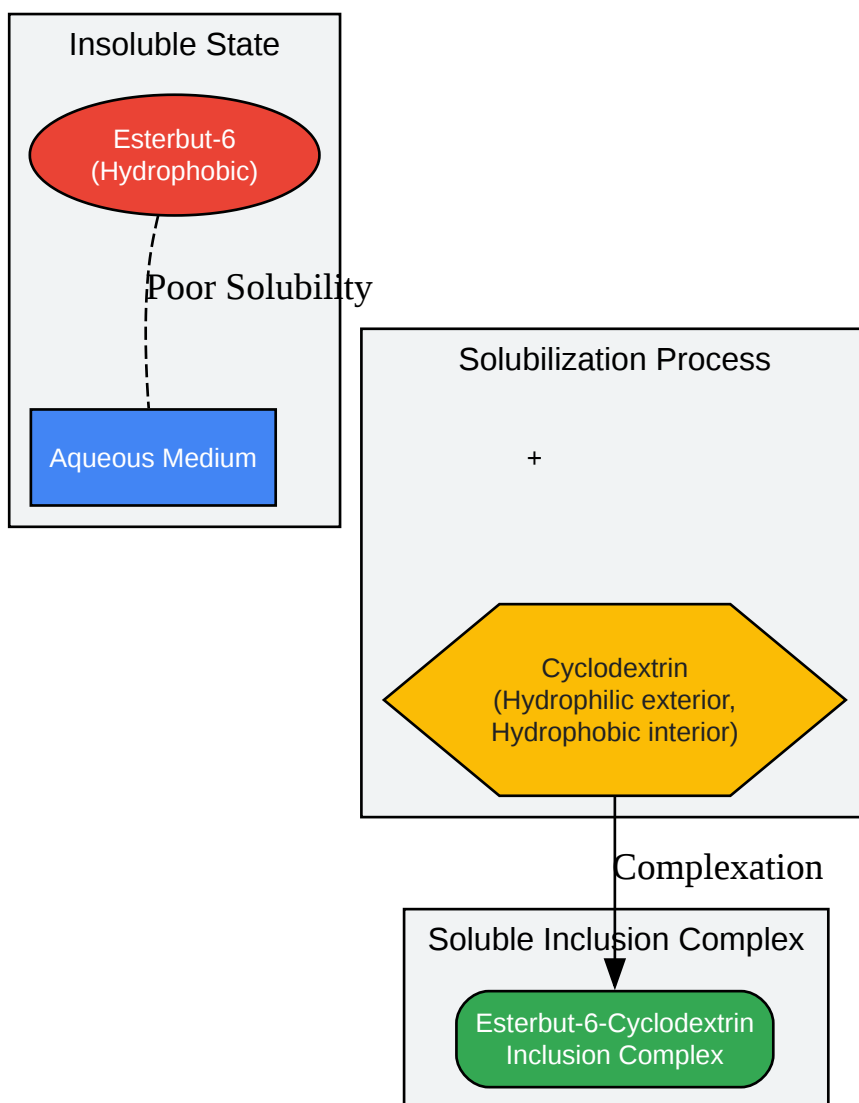 Insoluble State
Esterbut-6
(Hydrophobic)
Poor Solubility
Aqueous Medium
Solubilization Process
+
Cyclodextrin
(Hydrophilic exterior,
Hydrophobic interior)
Complexation
Soluble Inclusion Complex
Esterbut-6-Cyclodextrin
Inclusion Complex